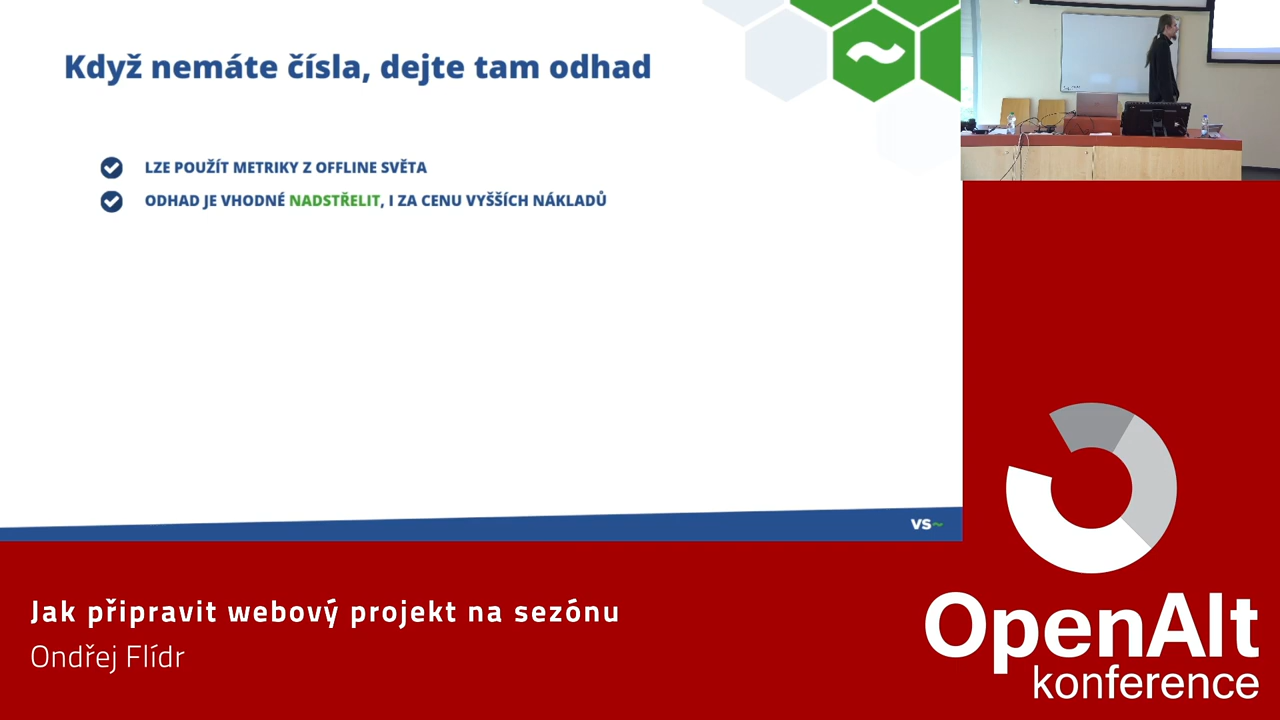 Když nemáte čísla, dejte tam odhad
LZE POUŽÍT METRIKY Z OFFLINE SVĚTA
ODHAD JE VHODNÉ NADSTŘELIT, I ZA CENU VYŠŠÍCH NÁKLADŮ
vs~
Jak připravit webový projekt na sezónu
Ondřej Flídr
OpenAlt
konference